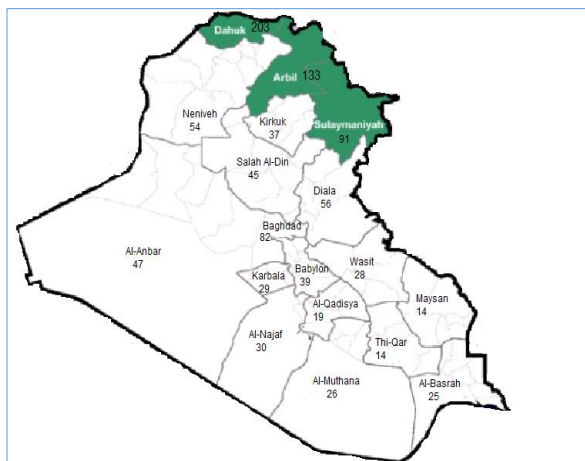 Dahuk 203
Arbil 133
Neniveh
54
Kirkuk
37
Sulaymaniyah
91
Salah Al-Din
45
Diala
56
Baghdad
82
Al-Anbar
47
Karbala
29
Babylon
39
Wasit
28
Maysan
14
Al-Qadisya
19
Al-Najaf
30
Thi-Qar
14
Al-Muthana
26
Al-Basrah
25